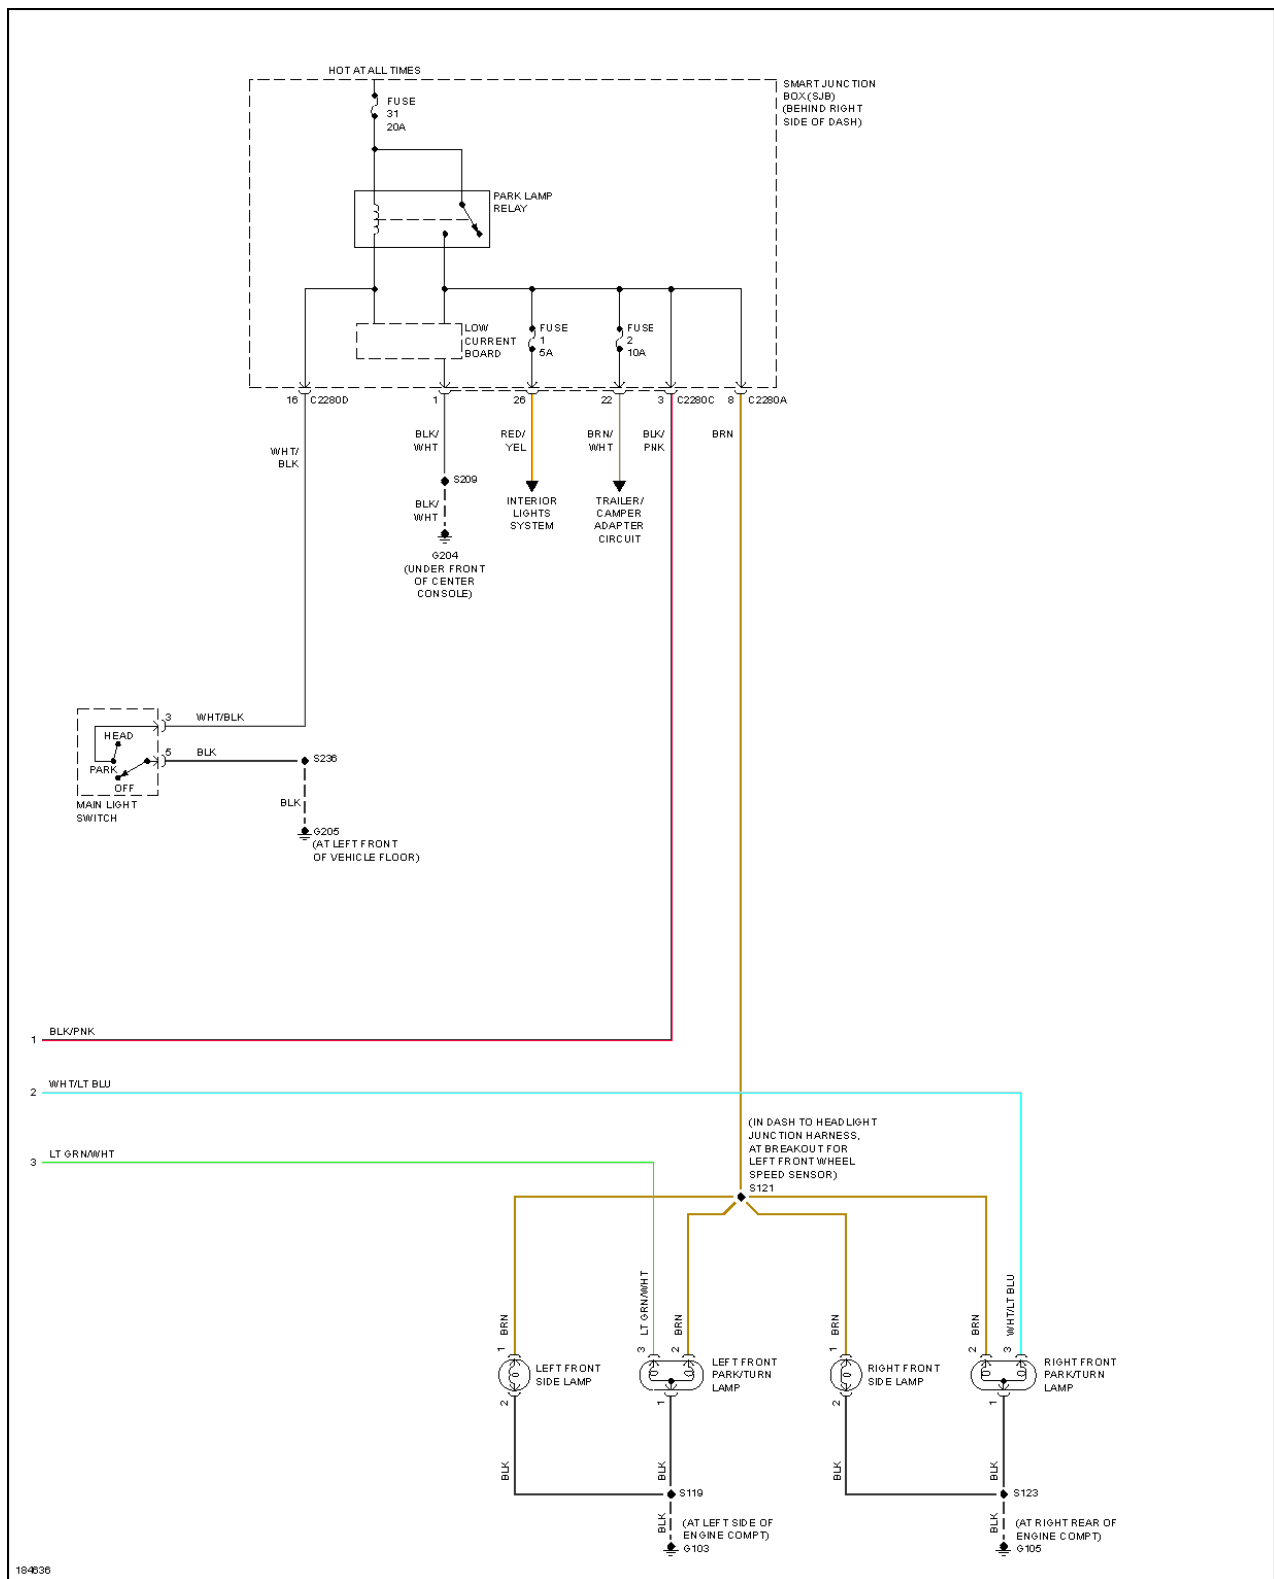 HOT AT ALL TIMES
SMART JUNCTION
BOX (SJB)
(BEHIND RIGHT
SIDE OF DASH)
FUSE
31
20A
PARK LAMP
RELAY
LOW
CURRENT
BOARD
FUSE
1
5A
FUSE
2
10A
16 C2280D
1
26
22
3 C2280C
8 C2280A
WHT/
BLK
BLK/
WHT
RED/
YEL
BRN/
WHT
BLK/
PNK
BRN
S209
BLK/
WHT
INTERIOR
LIGHTS
SYSTEM
TRAILER/
CAMPER
ADAPTER
CIRCUIT
G204
(UNDER FRONT
OF CENTER
CONSOLE)
3 WHT/BLK
HEAD
5 BLK
S236
PARK
OFF
MAIN LIGHT
SWITCH
BLK
G205
(AT LEFT FRONT
OF VEHICLE FLOOR)
1 BLK/PNK
2 WHT/LT BLU
3 LT GRN/WHT
(IN DASH TO HEADLIGHT
JUNCTION HARNESS,
AT BREAKOUT FOR
LEFT FRONT WHEEL
SPEED SENSOR)
S121
1 BRN
3 LT GRN/WHT
2 BRN
1 BRN
2 BRN
3 WHT/LT BLU
LEFT FRONT
SIDE LAMP
LEFT FRONT
PARK/TURN
LAMP
RIGHT FRONT
SIDE LAMP
RIGHT FRONT
PARK/TURN
LAMP
2
1
2
1
BLK
BLK
BLK
BLK
S119
S123
BLK
(AT LEFT SIDE OF
ENGINE COMPT)
G103
BLK
(AT RIGHT REAR OF
ENGINE COMPT)
G105
184636